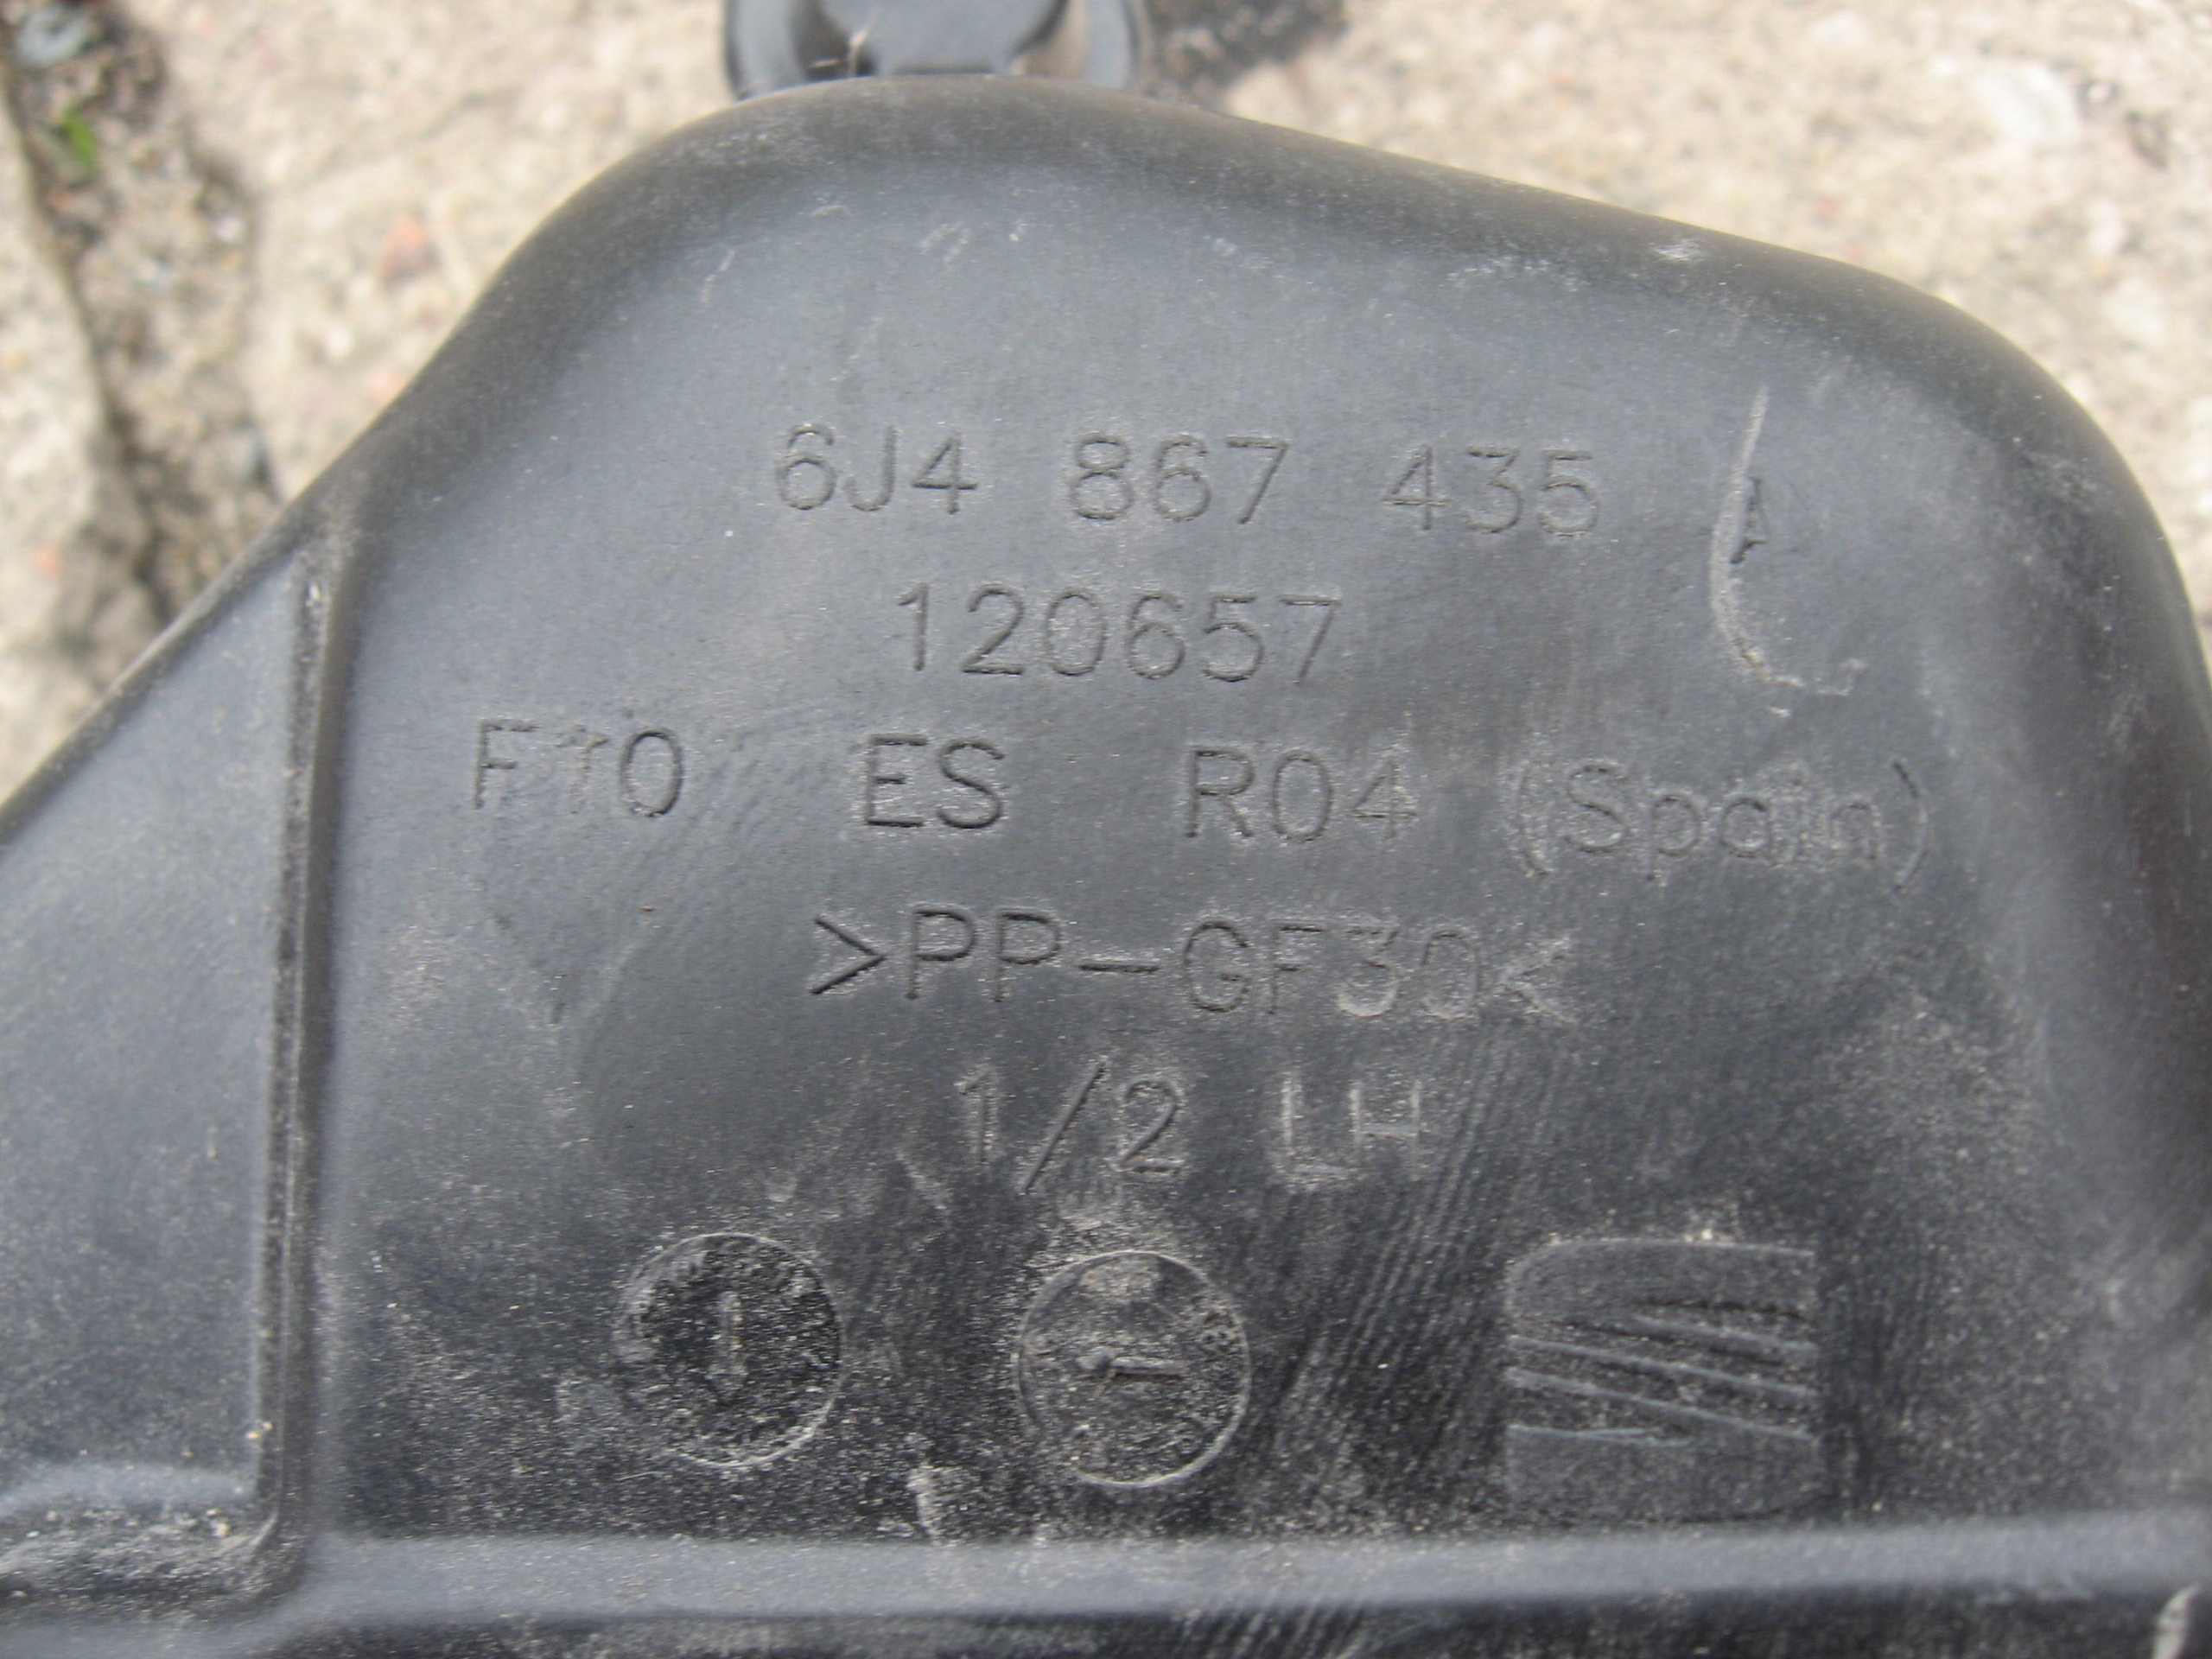 6J4 867 435 A
120657
F10 ES R04 (Spain)
>PP-GF30<
1/2 LH